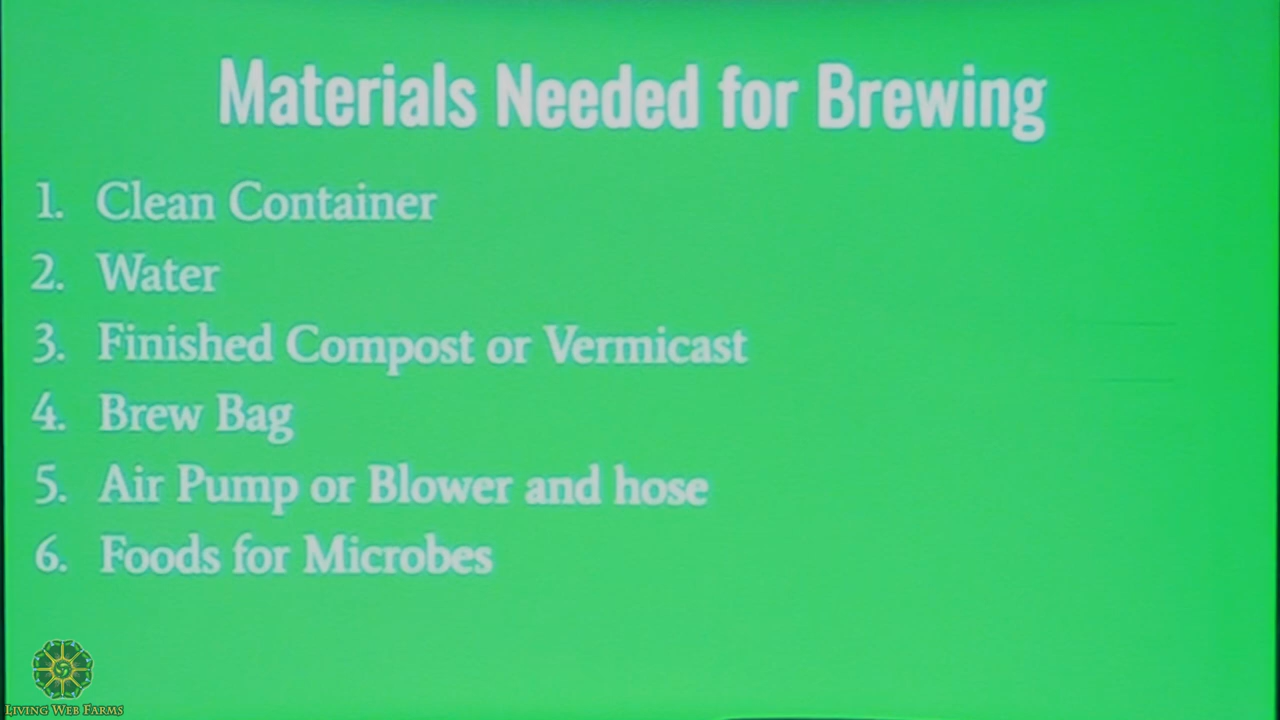 Materials Needed for Brewing
1. Clean Container
2. Water
3. Finished Compost or Vermicast
4. Brew Bag
5. Air Pump or Blower and hose
6. Foods for Microbes
LIVING WEB FARMS